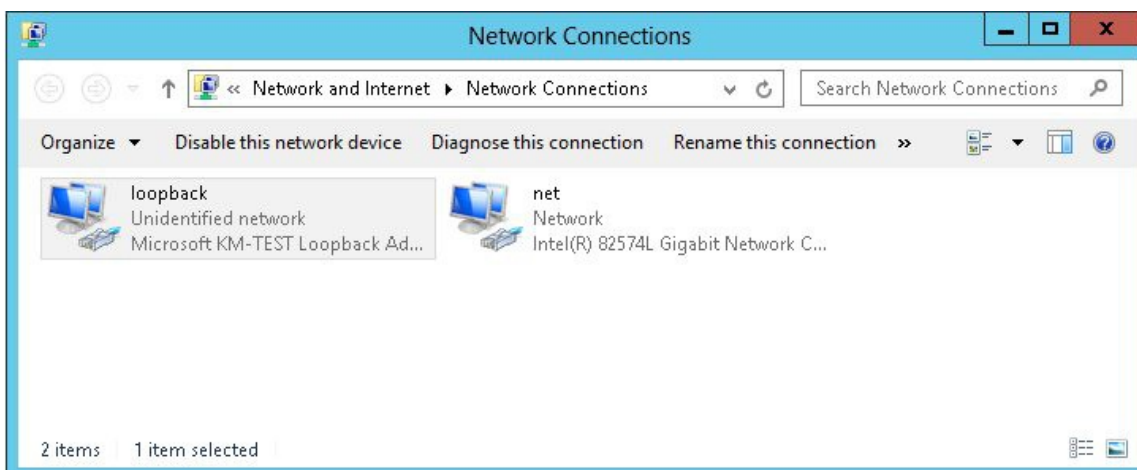 Network Connections
« Network and Internet Network Connections
Search Network Connections
Organize Disable this network device Diagnose this connection Rename this connection »
loopback
Unidentified network
Microsoft KM-TEST Loopback Ad...
net
Network
Intel(R) 82574L Gigabit Network C...
2 items 1 item selected